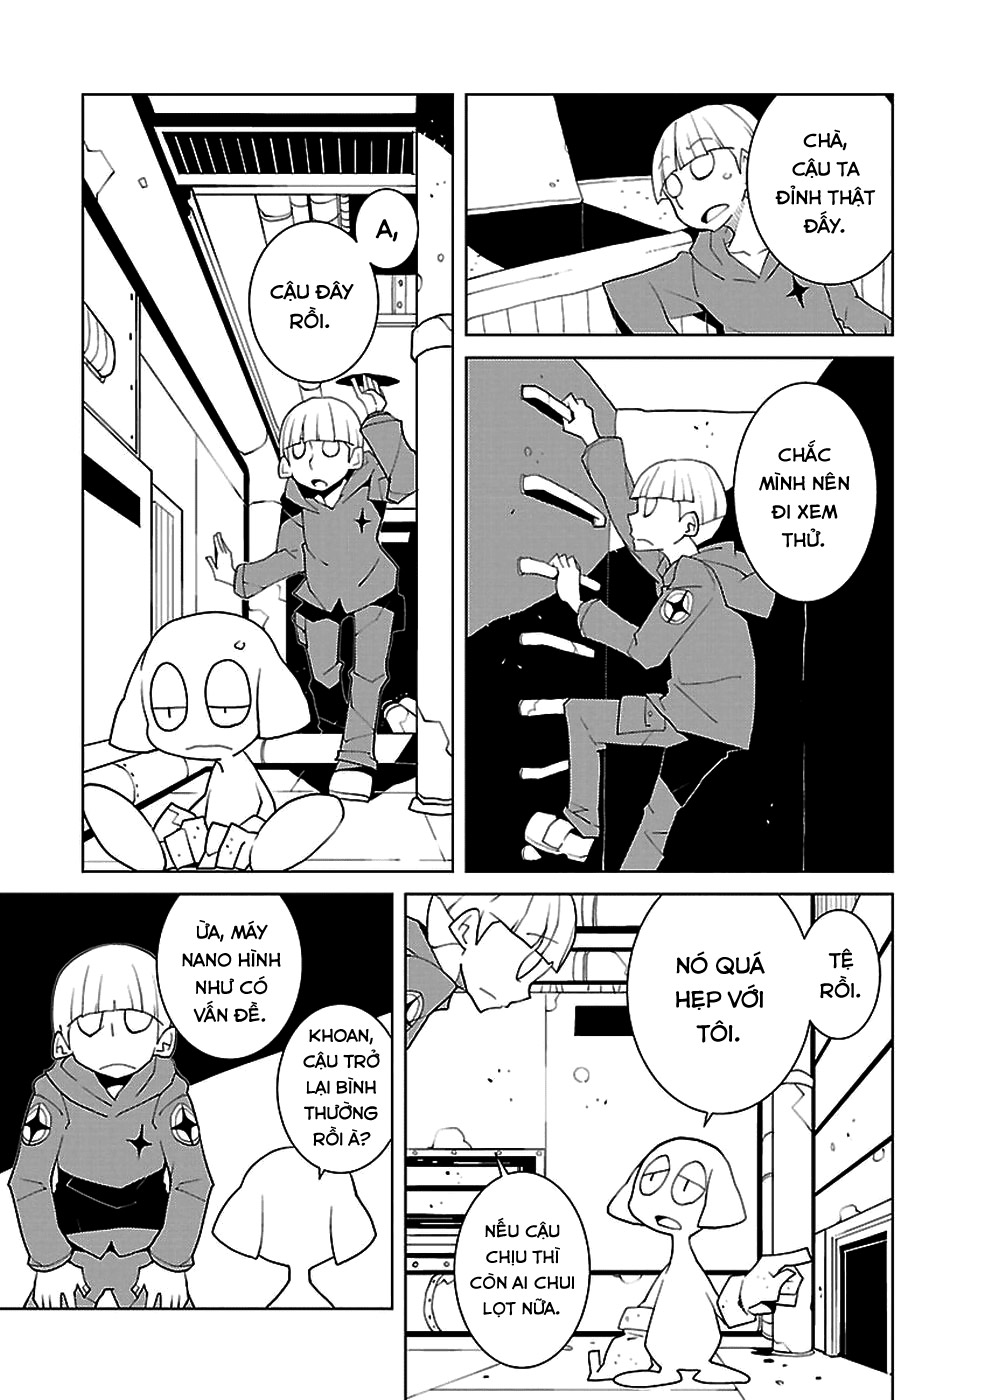 CHÀ,
CẬU TA
ĐỈNH THẬT
ĐẤY.
CHẮC
MÌNH NÊN
ĐI XEM
THỬ.
A,
CẬU ĐÂY
RỒI.
TỆ
RỒI.
NÓ QUÁ
HẸP VỚI
TÔI.
NẾU CẬU
CHỊU THÌ
CÒN AI CHUI
LỌT NỮA.
ỪA, MÁY
NANO HÌNH
NHƯ CÓ
VẤN ĐỀ.
KHOAN,
CẬU TRỞ
LẠI BÌNH
THƯỜNG
RỒI À?